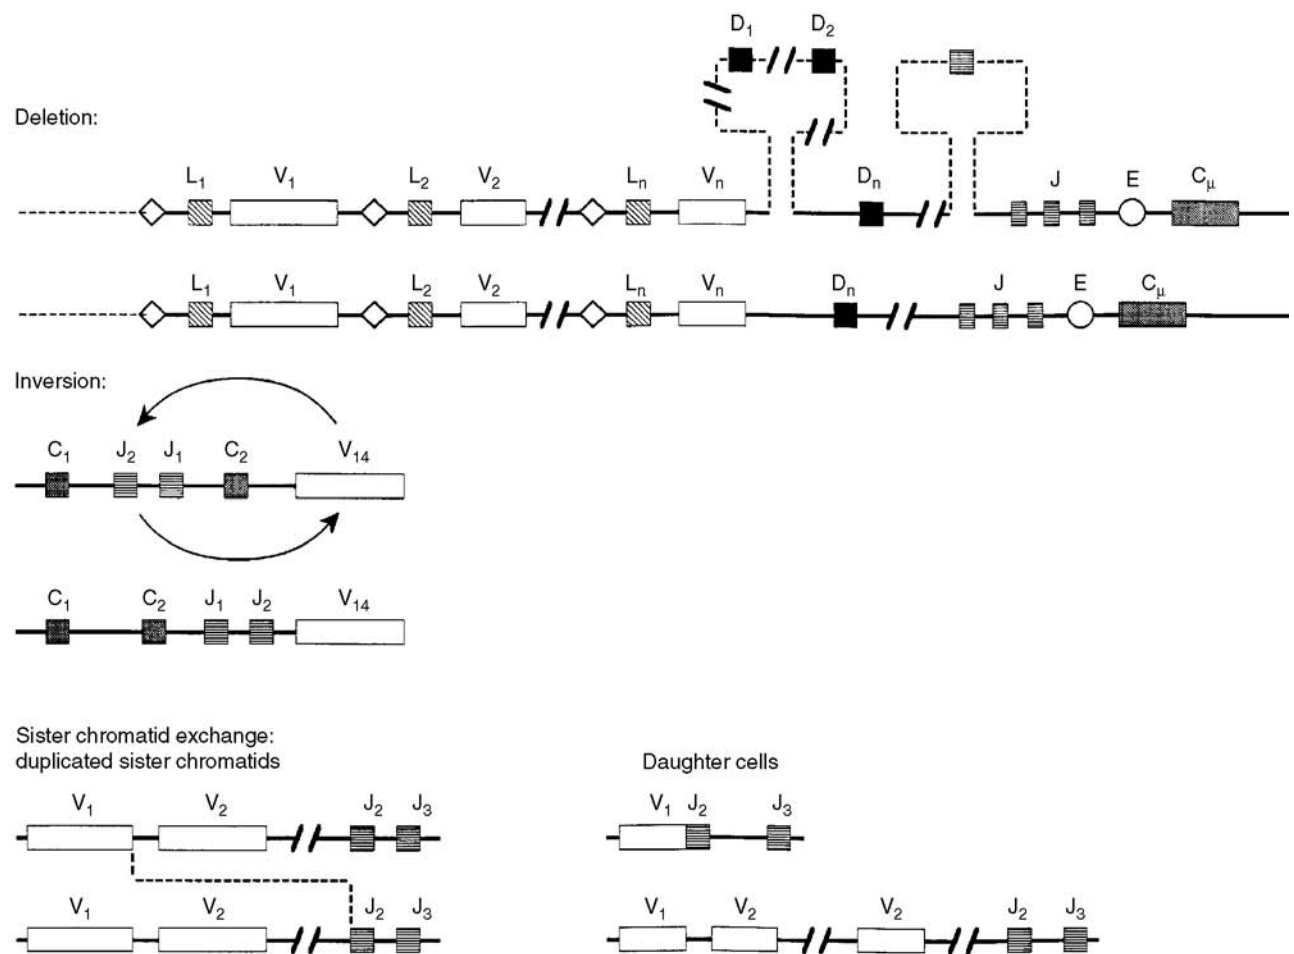 D₁ D₂
Deletion:
L₁ V₁ L₂ V₂ Lₙ Vₙ Dₙ J E Cμ
L₁ V₁ L₂ V₂ Lₙ Vₙ Dₙ J E Cμ
Inversion:
C₁ J₂ J₁ C₂ V₁₄
C₁ C₂ J₁ J₂ V₁₄
Sister chromatid exchange:
duplicated sister chromatids
Daughter cells
V₁ V₂ J₂ J₃
V₁ J₂ J₃
V₁ V₂ J₂ J₃
V₁ V₂ V₂ J₂ J₃